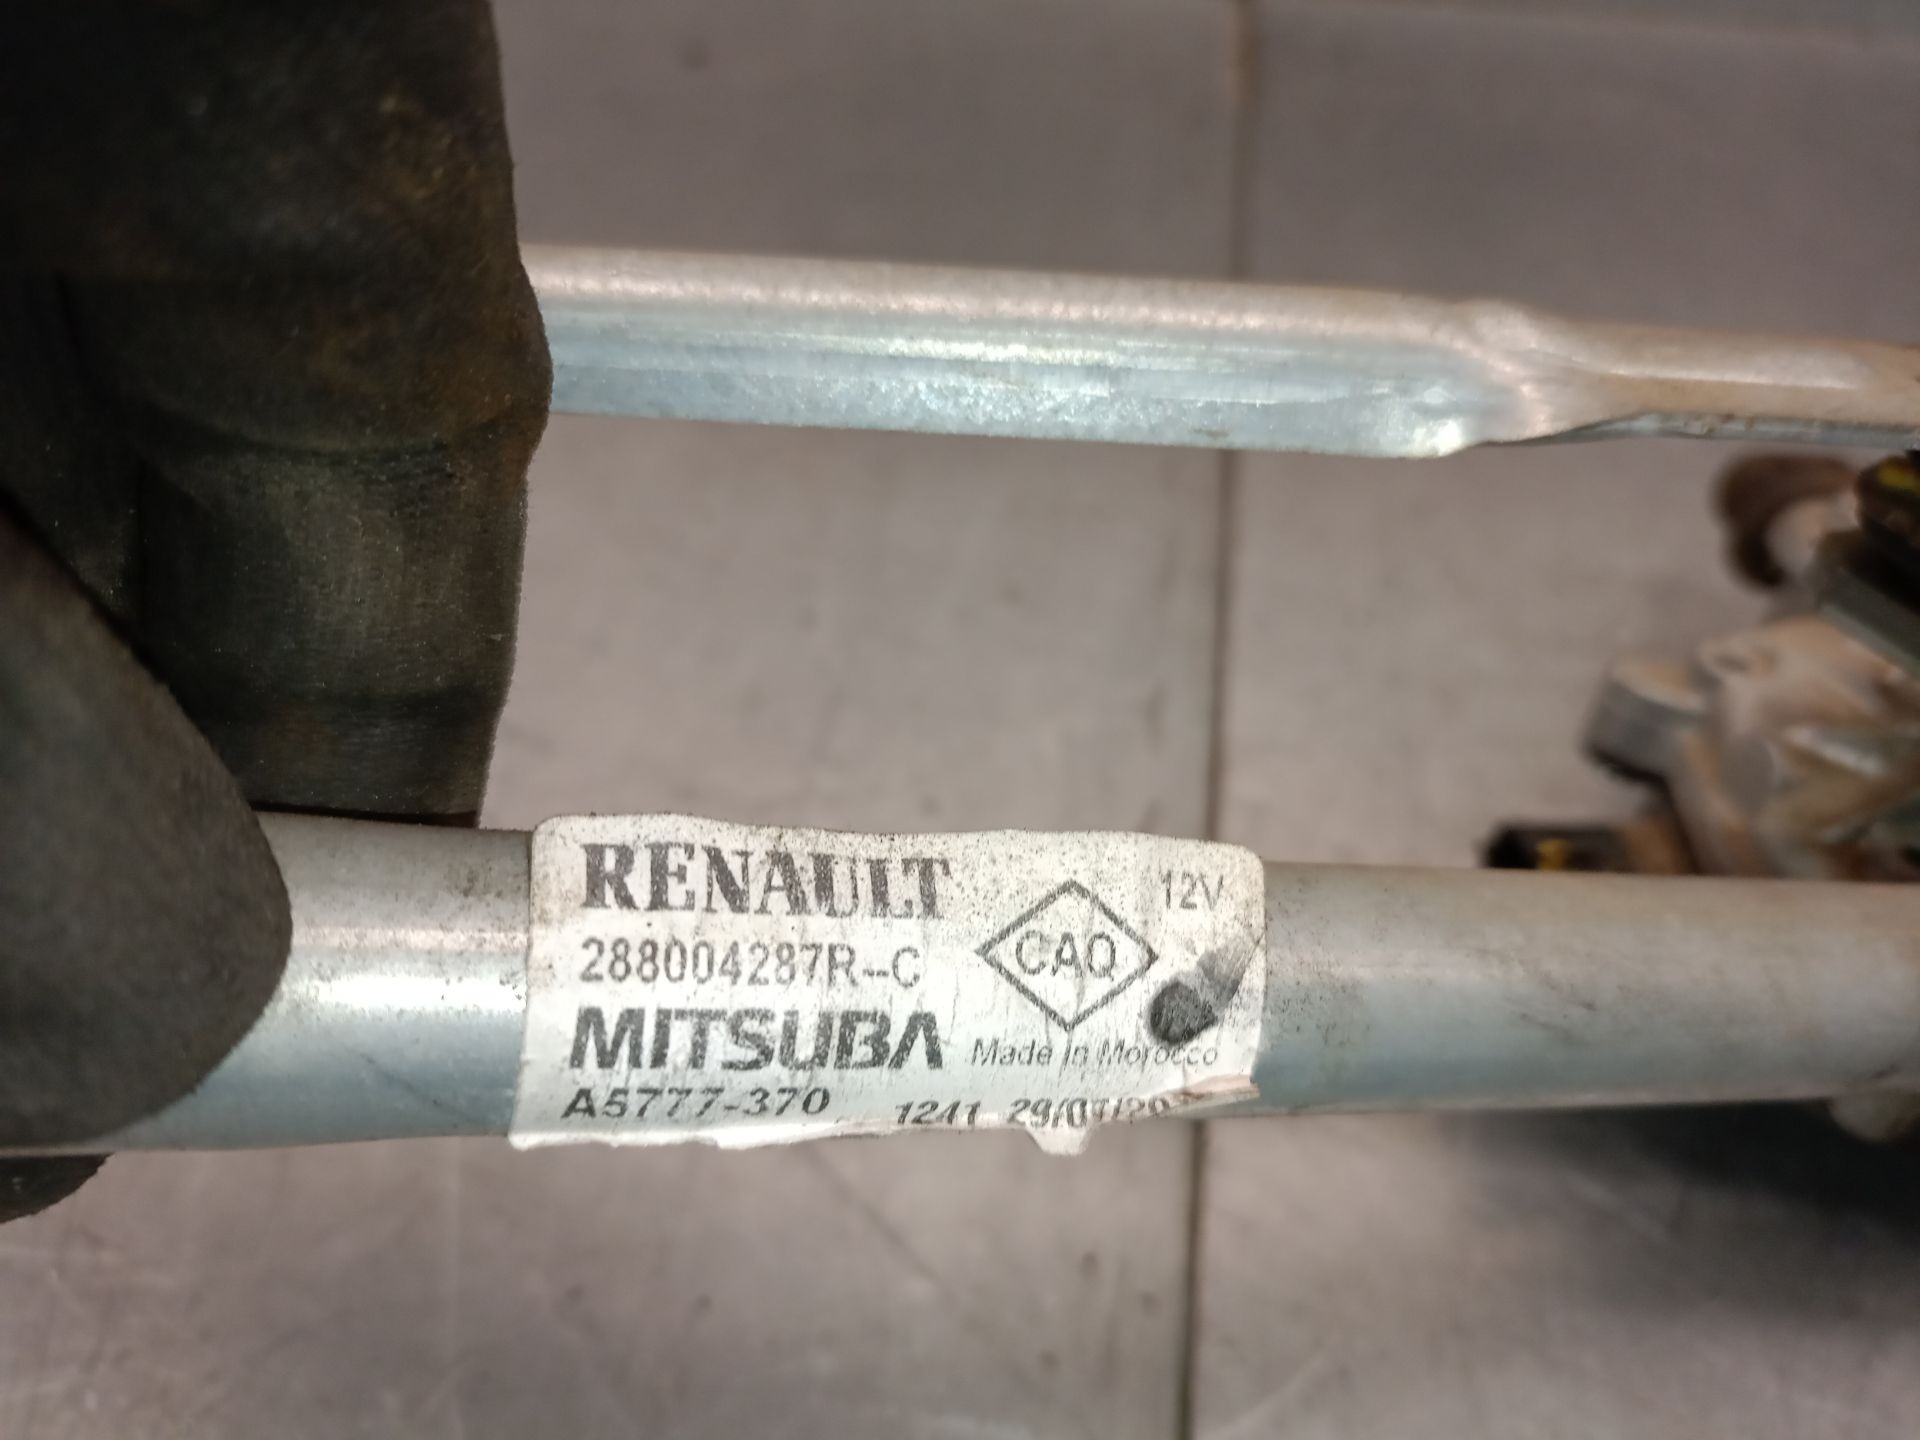 RENAULT
12V
288004287R-C
CAQ
MITSUBA
Made in Morocco
A5777-370 1241